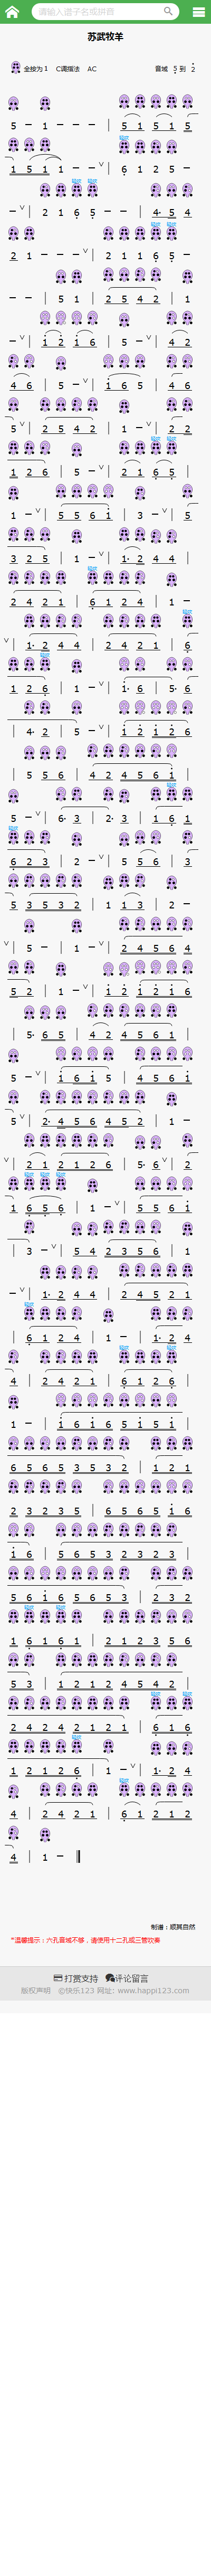 请输入谱子名或拼音
苏武牧羊
全按为 1 C调指法 AC 音域 5 到 2
5 - 1 - - | 5 1 5 1
1 5 1 1 - - ∨ | 6 1 2 5 -
- ∨ | 2 1 6 5 - - | 4· 5 4
2 1 - - - ∨ 2 1 1 6 5 -
- - | 5 1 | 2 5 4 2 | 1
- ∨ | 1 2 1 6 | 5 - ∨ | 4 2
4 6 | 5 - ∨ | 1 6 5 | 4 6
5 ∨ | 2 5 4 2 | 1 - ∨ | 2 2
1 2 6 | 5 - ∨ | 2 1 6 5 |
1 - ∨ | 5 5 6 1 | 3 - ∨ | 5
3 2 5 | 1 - ∨ | 1· 2 4 4 |
2 4 2 1 | 6 1 2 4 | 1 -
∨ | 1· 2 4 4 | 2 4 2 1 | 6
1 2 6 | 1 - ∨ | 1· 6 | 5· 6
| 4· 2 | 5 - ∨ | 1 2 1 2 6
| 5 5 6 | 4 2 4 5 6 1 |
5 - ∨ | 6· 3 | 2· 3 | 1 6 1
6 2 3 | 2 - ∨ | 5 5 6 | 3
5 3 5 3 2 | 1 1 3 | 2 -
∨ | 5 - | 1 - ∨ | 2 4 5 6 4
5 2 | 1 - ∨ | 1 2 1 2 1 6
| 5· 6 5 | 4 2 4 5 6 1 |
5 - ∨ | 1 6 1 5 | 4 5 6 1
5 ∨ | 2· 4 5 6 4 5 2 | 1 -
∨ | 2 1 2 1 2 6 | 5· 6 ∨ | 2
1 6 5 6 | 1 - ∨ | 5 5 6 1
| 3 - ∨ | 5 4 2 3 5 6 | 1
- ∨ | 1· 2 4 4 | 2 4 5 2 1
| 6 1 2 4 | 1 - | 1· 2 4
4 | 2 4 2 1 | 6 1 2 6 |
1 - | 1 6 1 6 5 1 5 1 |
6 5 6 5 3 5 3 2 | 1 2 1
2 3 2 3 5 | 6 5 6 5 1 6
1 6 | 5 6 5 3 2 3 2 3 |
5 6 1 6 5 6 5 3 | 2 3 2
1 6 1 6 1 | 2 1 2 3 5 6
5 3 | 1 2 1 2 4 5 4 2 |
2 4 2 4 2 1 2 1 | 6 1 6
1 2 1 2 6 | 1 - ∨ | 1· 2 4
4 | 2 4 2 1 | 6 1 2 1 2
4 | 1 -
制谱：顺其自然
*温馨提示：六孔音域不够，请使用十二孔或三管吹奏
打赏支持 评论留言
版权声明 ©快乐123 网址: www.happi123.com